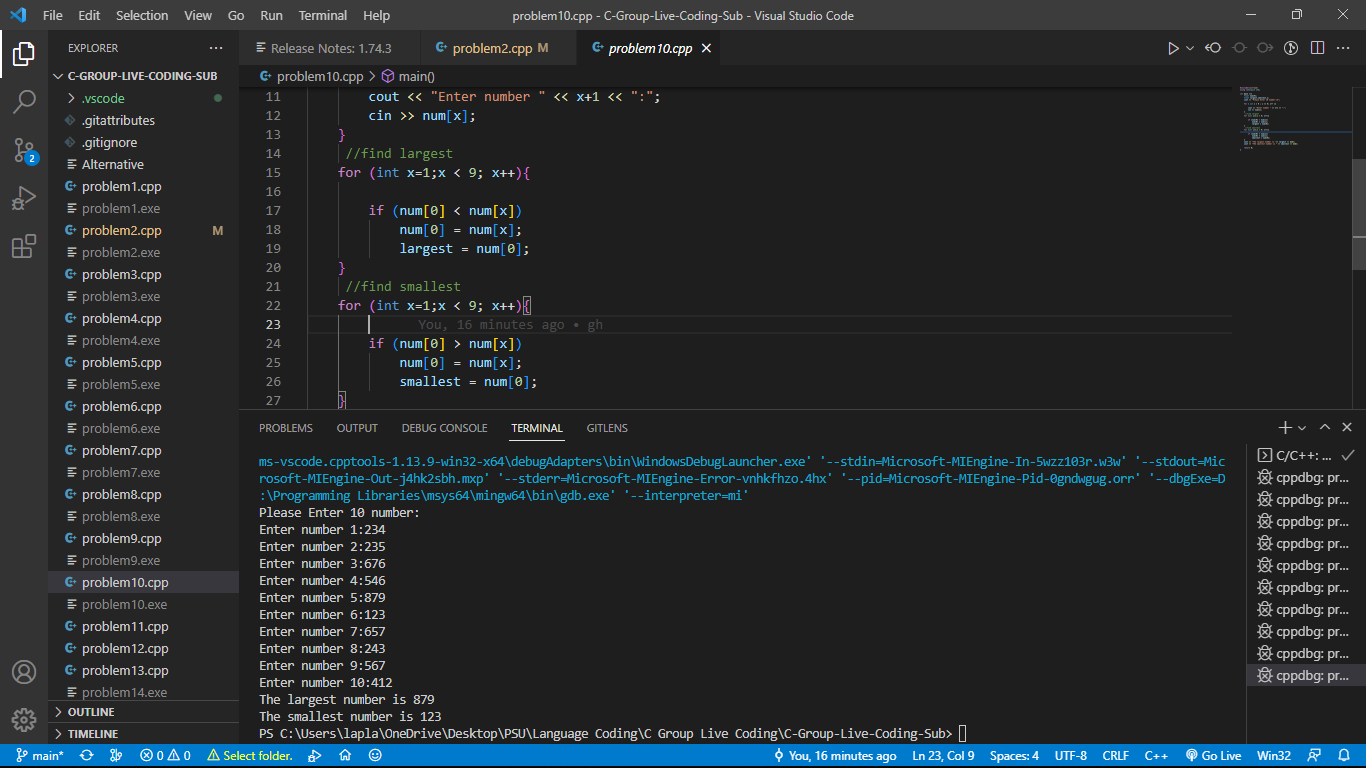 File Edit Selection View Go Run Terminal Help
problem10.cpp - C-Group-Live-Coding-Sub - Visual Studio Code
EXPLORER
C-GROUP-LIVE-CODING-SUB
.vscode
.gitattributes
.gitignore
Alternative
problem1.cpp
problem1.exe
problem2.cpp M
problem2.exe
problem3.cpp
problem3.exe
problem4.cpp
problem4.exe
problem5.cpp
problem5.exe
problem6.cpp
problem6.exe
problem7.cpp
problem7.exe
problem8.cpp
problem8.exe
problem9.cpp
problem9.exe
problem10.cpp
problem10.exe
problem11.cpp
problem12.cpp
problem13.cpp
problem14.exe
OUTLINE
TIMELINE
2
Release Notes: 1.74.3
problem2.cpp M
problem10.cpp
problem10.cpp > main()
11 cout << "Enter number " << x+1 << ":";
12 cin >> num[x];
13 }
14 //find largest
15 for (int x=1;x < 9; x++){
16
17 if (num[0] < num[x])
18 num[0] = num[x];
19 largest = num[0];
20 }
21 //find smallest
22 for (int x=1;x < 9; x++){
23 You, 16 minutes ago • gh
24 if (num[0] > num[x])
25 num[0] = num[x];
26 smallest = num[0];
27 }
PROBLEMS OUTPUT DEBUG CONSOLE TERMINAL GITLENS
ms-vscode.cpptools-1.13.9-win32-x64\debugAdapters\bin\WindowsDebugLauncher.exe' '--stdin=Microsoft-MIEngine-In-5wzz103r.w3w' '--stdout=Mic
rosoft-MIEngine-Out-j4hk2sbh.mxp' '--stderr=Microsoft-MIEngine-Error-vnhkfhzo.4hx' '--pid=Microsoft-MIEngine-Pid-0gndwgug.orr' '--dbgExe=D
:\Programming Libraries\msys64\mingw64\bin\gdb.exe' '--interpreter=mi'
Please Enter 10 number:
Enter number 1:234
Enter number 2:235
Enter number 3:676
Enter number 4:546
Enter number 5:879
Enter number 6:123
Enter number 7:657
Enter number 8:243
Enter number 9:567
Enter number 10:412
The largest number is 879
The smallest number is 123
PS C:\Users\lapla\OneDrive\Desktop\PSU\Language Coding\C Group Live Coding\C-Group-Live-Coding-Sub>
C/C++: ...
cppdbg: pr...
cppdbg: pr...
cppdbg: pr...
cppdbg: pr...
cppdbg: pr...
cppdbg: pr...
cppdbg: pr...
cppdbg: pr...
cppdbg: pr...
cppdbg: pr...
main* 0 0 Select folder. You, 16 minutes ago Ln 23, Col 9 Spaces: 4 UTF-8 CRLF C++ Go Live Win32